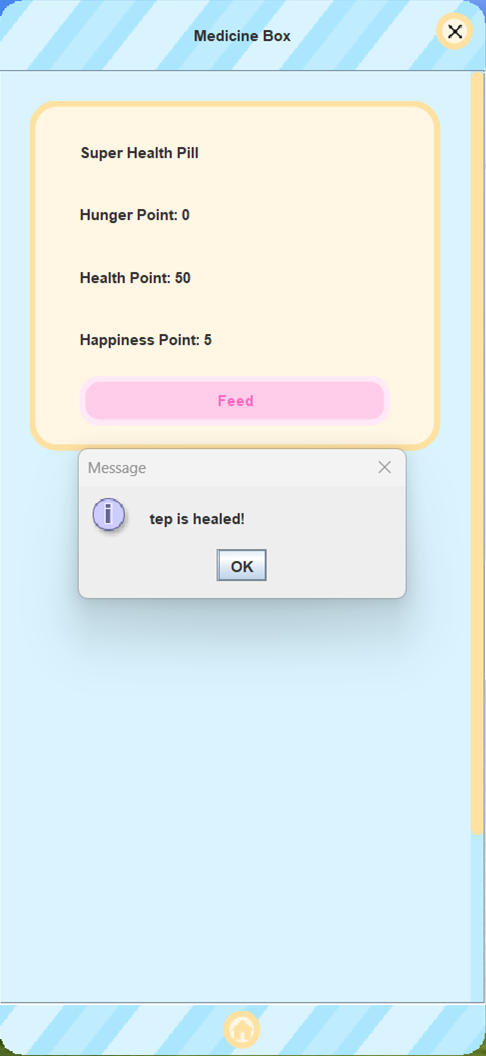 Medicine Box
Super Health Pill
Hunger Point: 0
Health Point: 50
Happiness Point: 5
Feed
Message
tep is healed!
OK